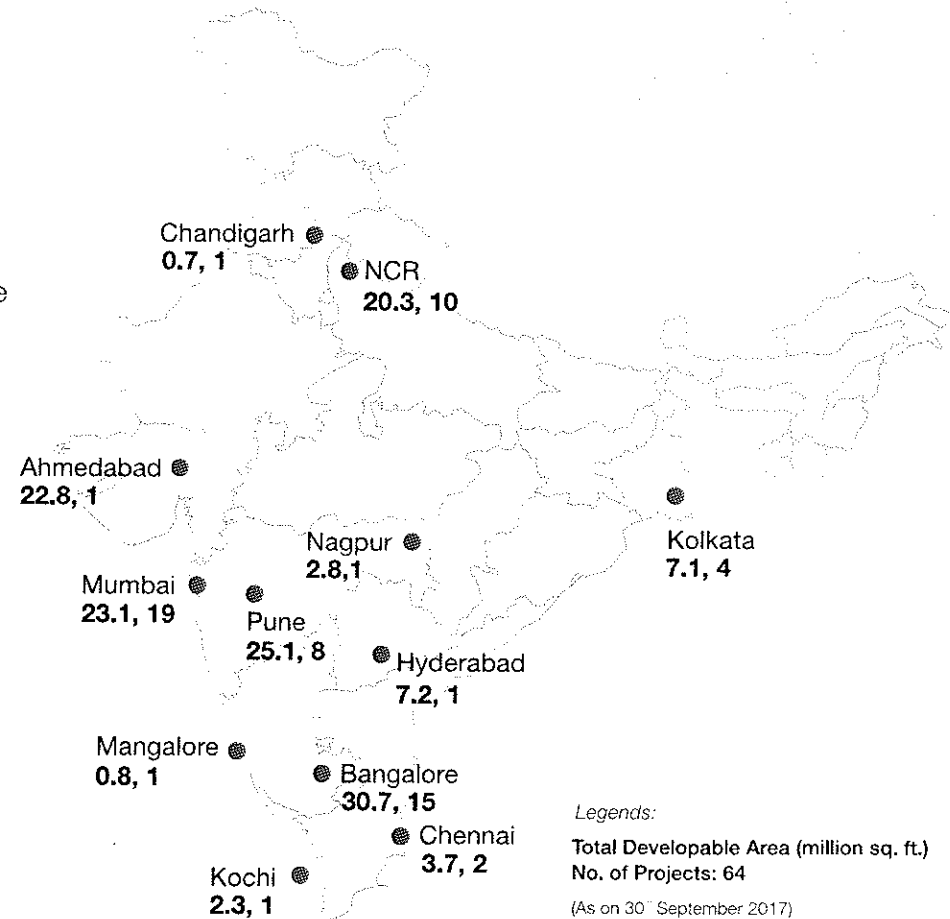 Chandigarh
0.7, 1
NCR
20.3, 10
e
Ahmedabad
22.8, 1
Nagpur
2.8,1
Kolkata
7.1, 4
Mumbai
23.1, 19
Pune
25.1, 8
Hyderabad
7.2, 1
Mangalore
0.8, 1
Bangalore
30.7, 15
Chennai
3.7, 2
Kochi
2.3, 1
Legends:
Total Developable Area (million sq. ft.)
No. of Projects: 64
(As on 30 September 2017)